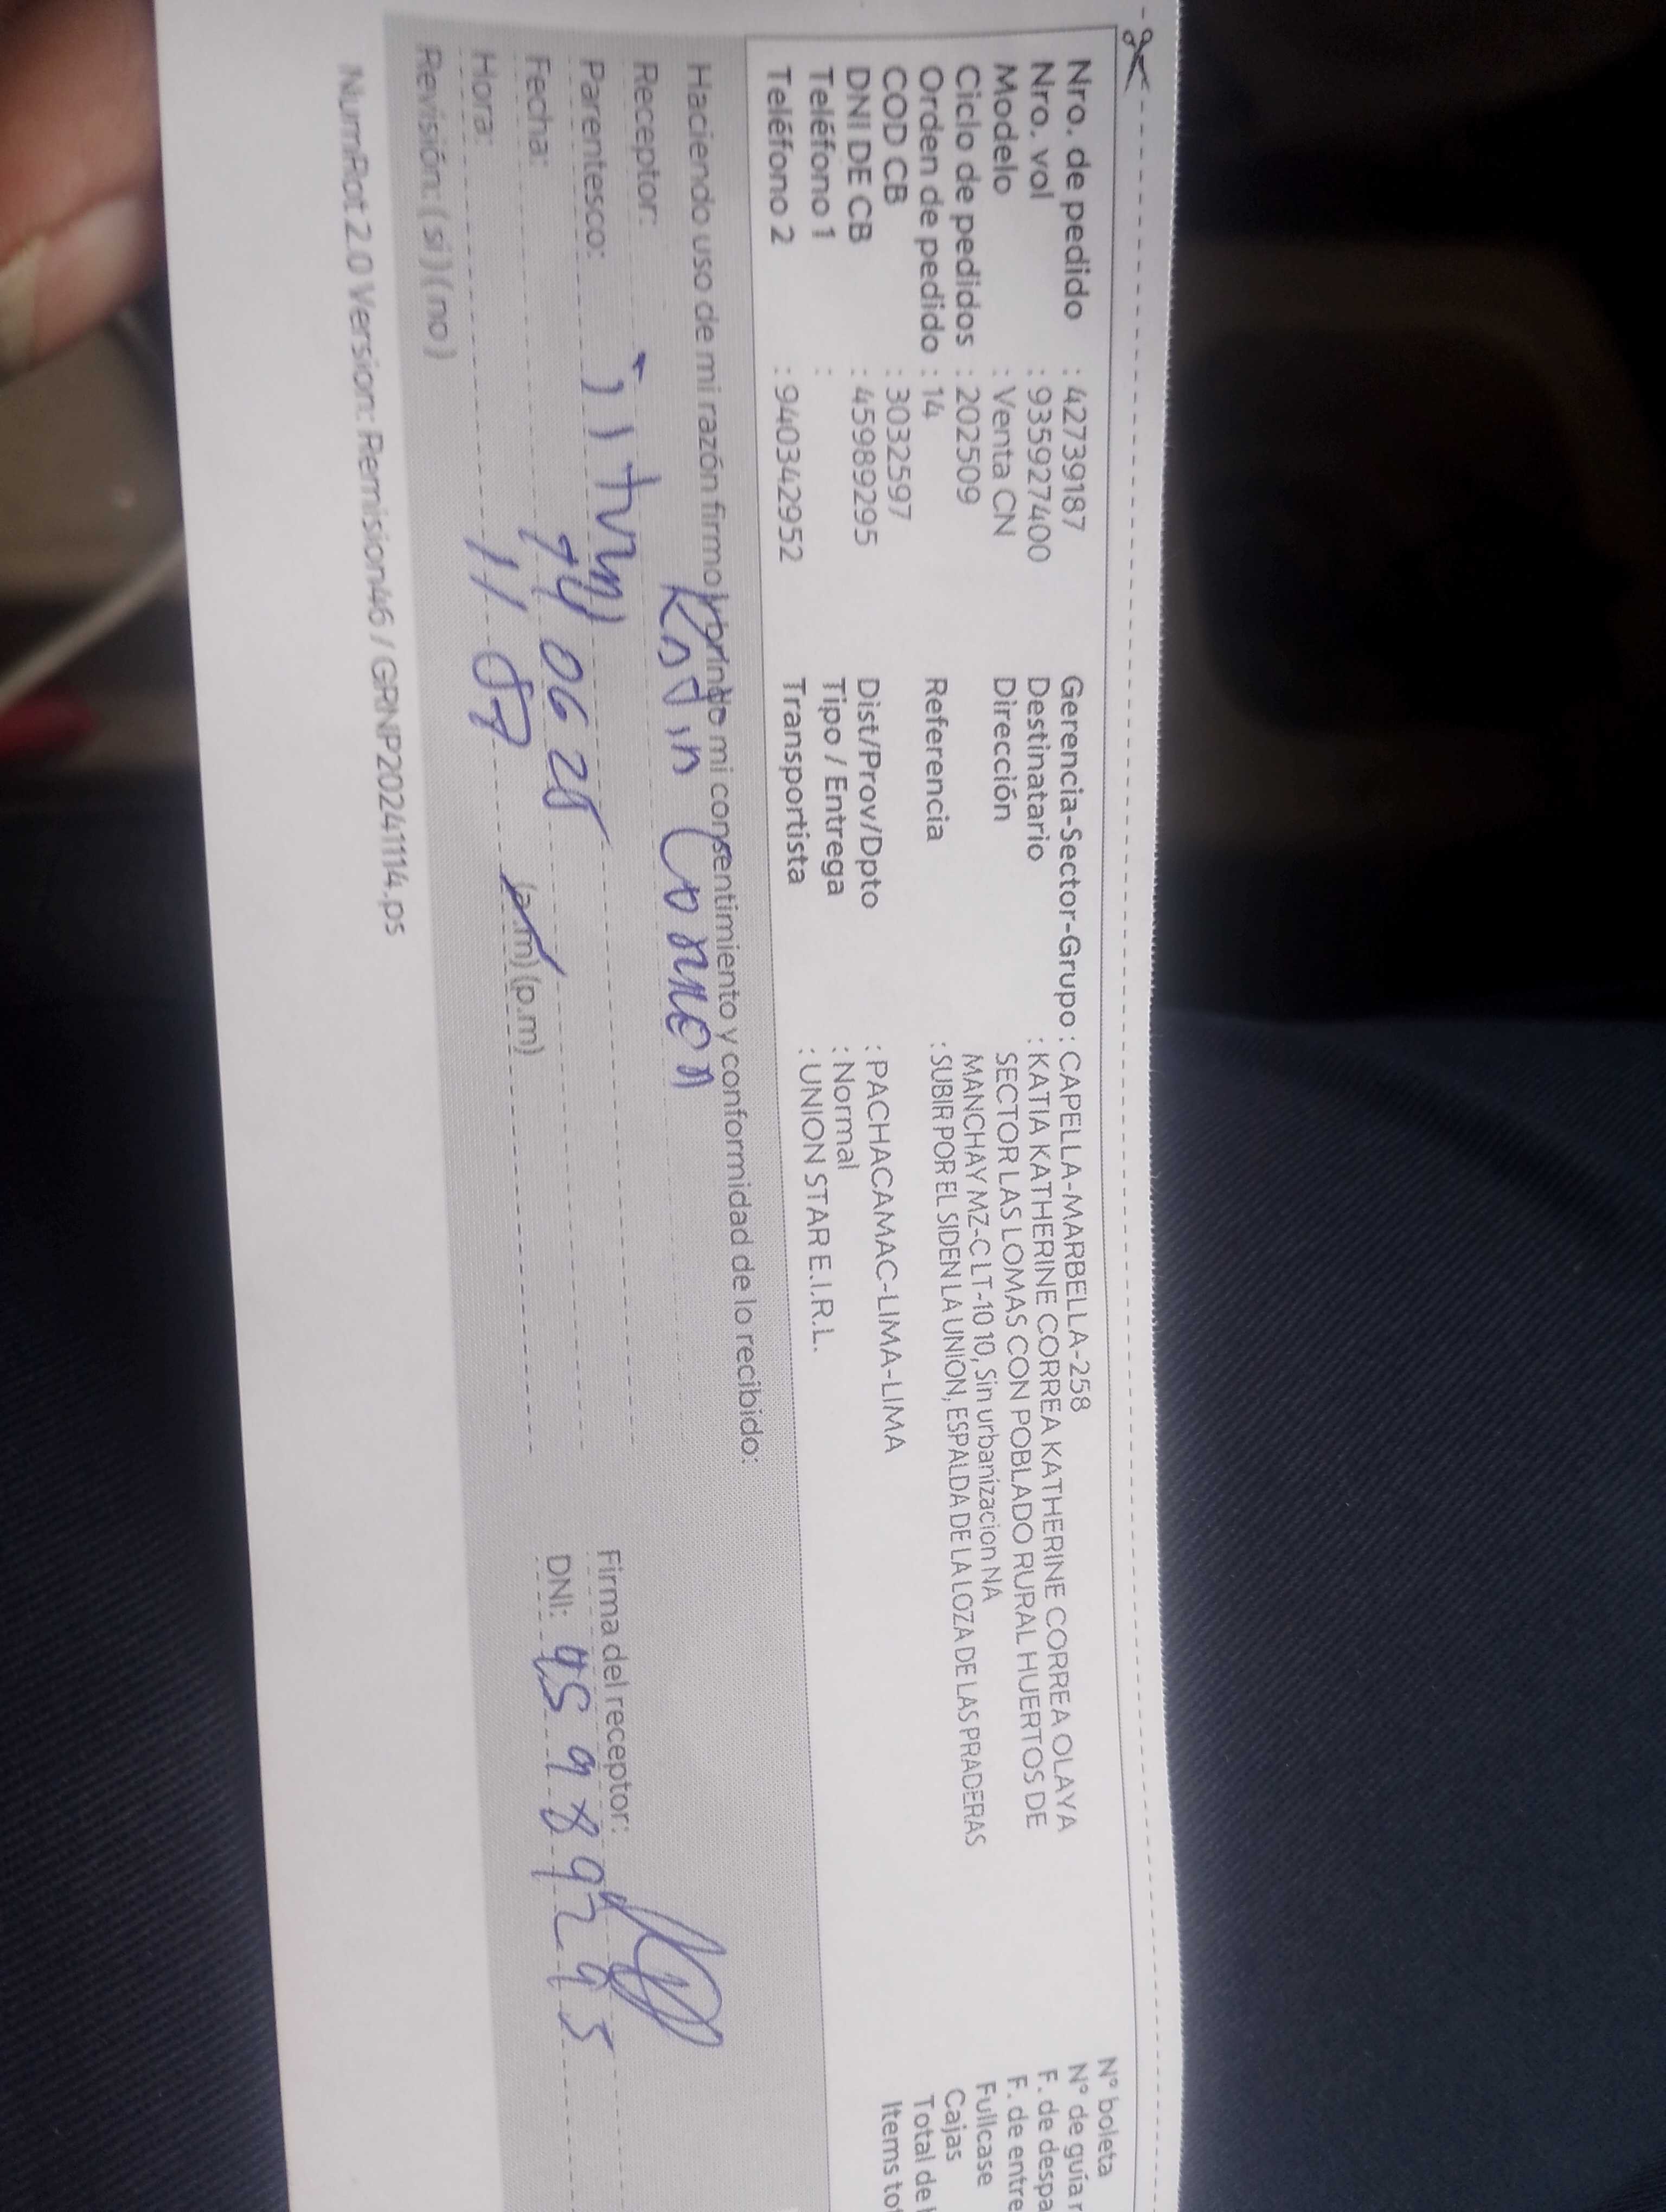 Nro. de pedido : 42739187
Nro. vol : 935927400
Modelo : Venta CN
Ciclo de pedidos : 202509
Orden de pedido : 14
COD CB : 3032597
DNI DE CB : 45989295
Teléfono 1 :
Teléfono 2 : 940342952
Gerencia-Sector-Grupo : CAPELLA-MARBELLA-258
Destinatario : KATIA KATHERINE CORREA KATHERINE CORREA OLAYA
Dirección SECTOR LAS LOMAS CON POBLADO RURAL HUERTOS DE
MANCHAY MZ-C LT-10 10, Sin urbanizacion NA
Referencia : SUBIR POR EL SIDEN LA UNION, ESPALDA DE LA LOZA DE LAS PRADERAS
Dist/Prov/Dpto : PACHACAMAC-LIMA-LIMA
Tipo / Entrega : Normal
Transportista : UNION STAR E.I.R.L.
N° boleta
N° de guía r
F. de despa
F. de entre
Fullcase
Cajas
Total de
Items to
Haciendo uso de mi razón firmo y brindo mi consentimiento y conformidad de lo recibido:
Receptor:
Parentesco:
Fecha: 14 06 25
Hora: 11 07 (a.m) (p.m)
Revisión: (si) (no)
Firma del receptor:
DNI: 45989295
NumRot 2.0 Version: Remision46 / GRNP20241114.ps